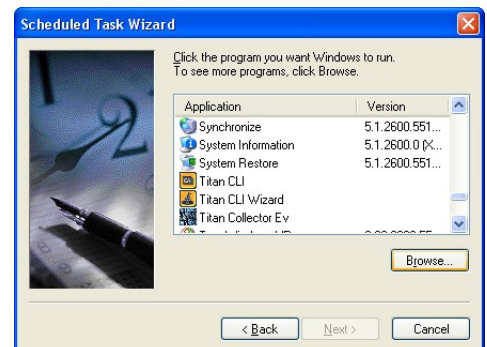 Scheduled Task Wizard
Click the program you want Windows to run.
To see more programs, click Browse.
Application Version
Synchronize 5.1.2600.551...
System Information 5.1.2600.0 (X...
System Restore 5.1.2600.551...
Titan CLI
Titan CLI Wizard
Titan Collector Ev
Browse...
< Back Next > Cancel